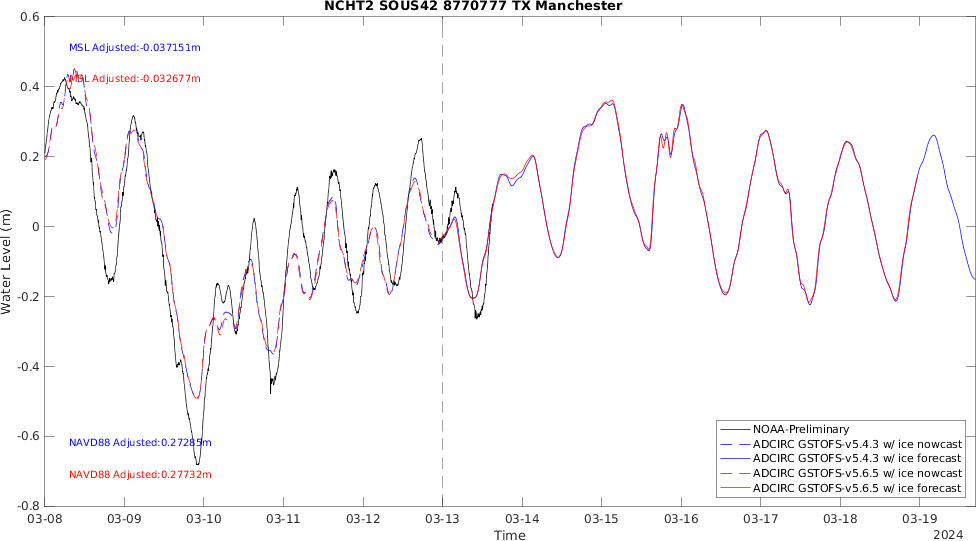 NCHT2 SOUS42 8770777 TX Manchester
0.6
0.4
0.2
0
-0.2
-0.4
-0.6
-0.8
Water Level (m)
MSL Adjusted:-0.037151m
MSL Adjusted:-0.032677m
NAVD88 Adjusted:0.27285m
NAVD88 Adjusted:0.27732m
NOAA-Preliminary
ADCIRC GSTOFS-v5.4.3 w/ ice nowcast
ADCIRC GSTOFS-v5.4.3 w/ ice forecast
ADCIRC GSTOFS-v5.6.5 w/ ice nowcast
ADCIRC GSTOFS-v5.6.5 w/ ice forecast
03-08 03-09 03-10 03-11 03-12 03-13 03-14 03-15 03-16 03-17 03-18 03-19
Time
2024